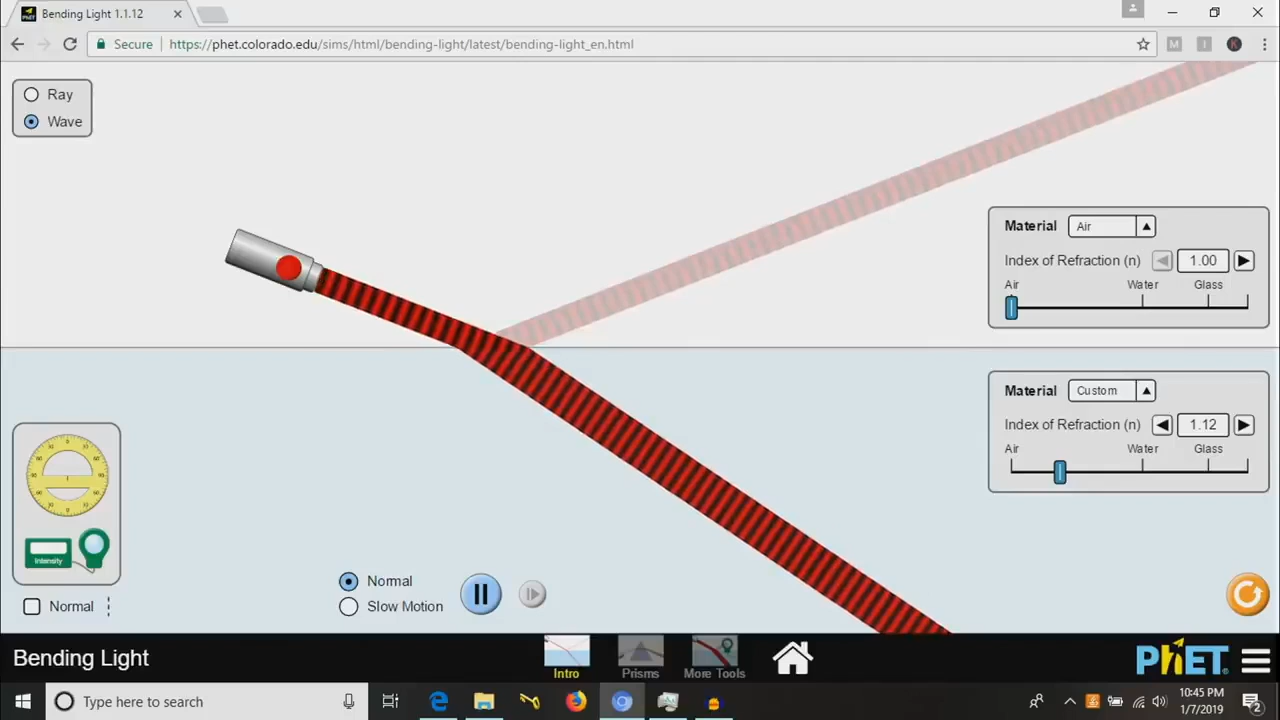 Bending Light 1.1.12
Secure https://phet.colorado.edu/sims/html/bending-light/latest/bending-light_en.html
M I K
Ray
Wave
Material Air
Index of Refraction (n) 1.00
Air Water Glass
Material Custom
Index of Refraction (n) 1.12
Air Water Glass
Intensity
Normal
Normal
Slow Motion
Bending Light
Intro
Prisms
More Tools
PhET
Type here to search
10:45 PM
1/7/2019
2